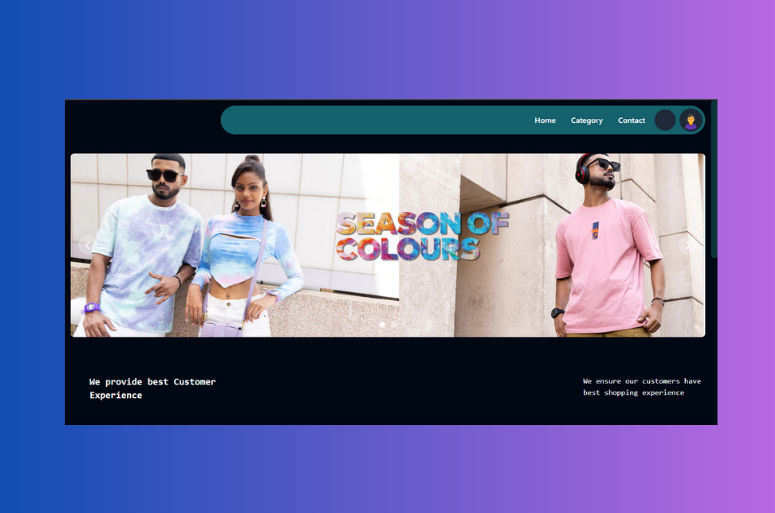 Home Category Contact
SEASON OF
COLOURS
We provide best Customer
Experience
We ensure our customers have
best shopping experience